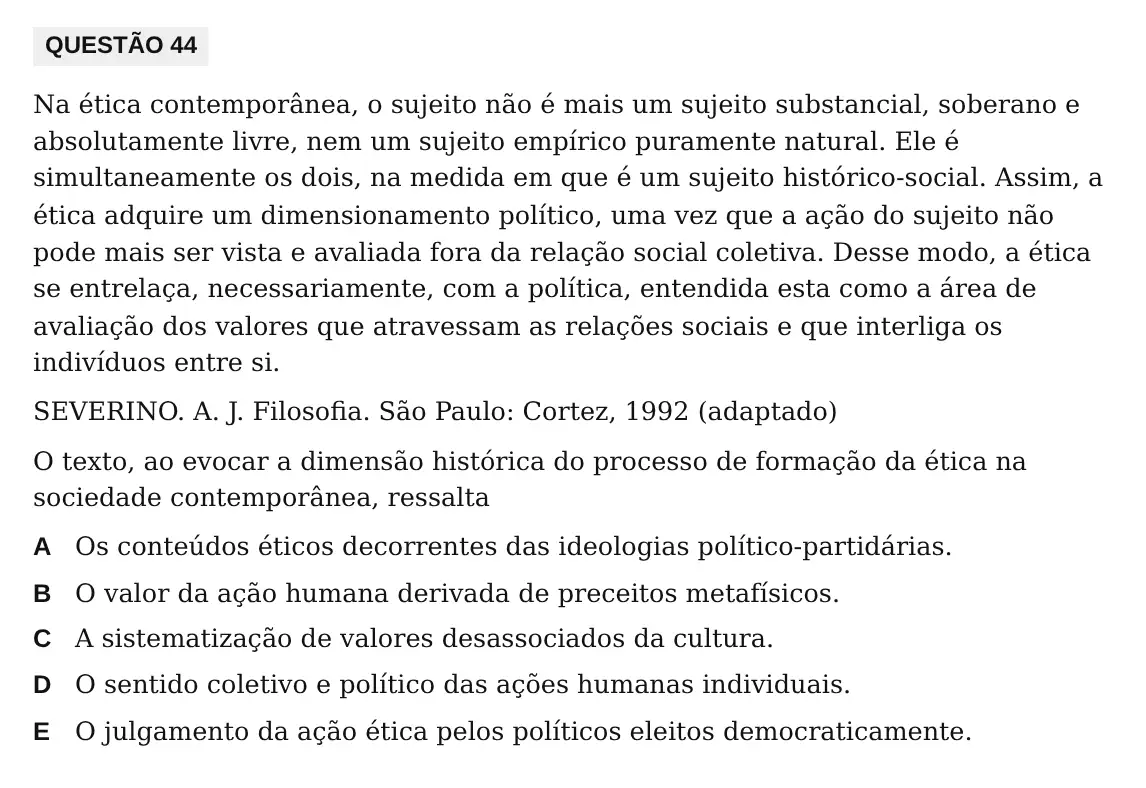 QUESTÃO 44
Na ética contemporânea, o sujeito não é mais um sujeito substancial, soberano e
absolutamente livre, nem um sujeito empírico puramente natural. Ele é
simultaneamente os dois, na medida em que é um sujeito histórico-social. Assim, a
ética adquire um dimensionamento político, uma vez que a ação do sujeito não
pode mais ser vista e avaliada fora da relação social coletiva. Desse modo, a ética
se entrelaça, necessariamente, com a política, entendida esta como a área de
avaliação dos valores que atravessam as relações sociais e que interliga os
indivíduos entre si.
SEVERINO. A. J. Filosofia. São Paulo: Cortez, 1992 (adaptado)
O texto, ao evocar a dimensão histórica do processo de formação da ética na
sociedade contemporânea, ressalta
A Os conteúdos éticos decorrentes das ideologias político-partidárias.
B O valor da ação humana derivada de preceitos metafísicos.
C A sistematização de valores desassociados da cultura.
D O sentido coletivo e político das ações humanas individuais.
E O julgamento da ação ética pelos políticos eleitos democraticamente.